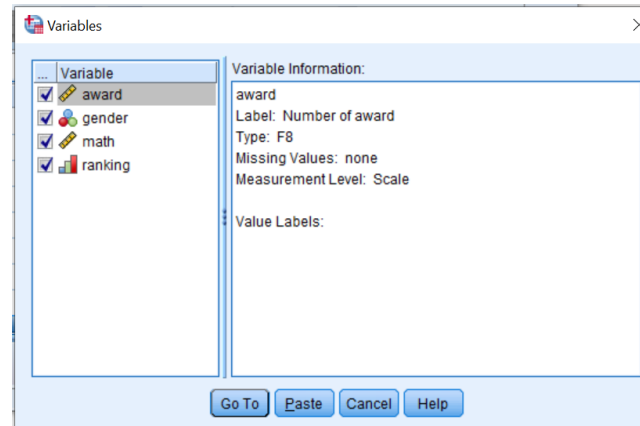 Variables
... Variable
award
gender
math
ranking
Variable Information:
award
Label: Number of award
Type: F8
Missing Values: none
Measurement Level: Scale
Value Labels:
Go To Paste Cancel Help